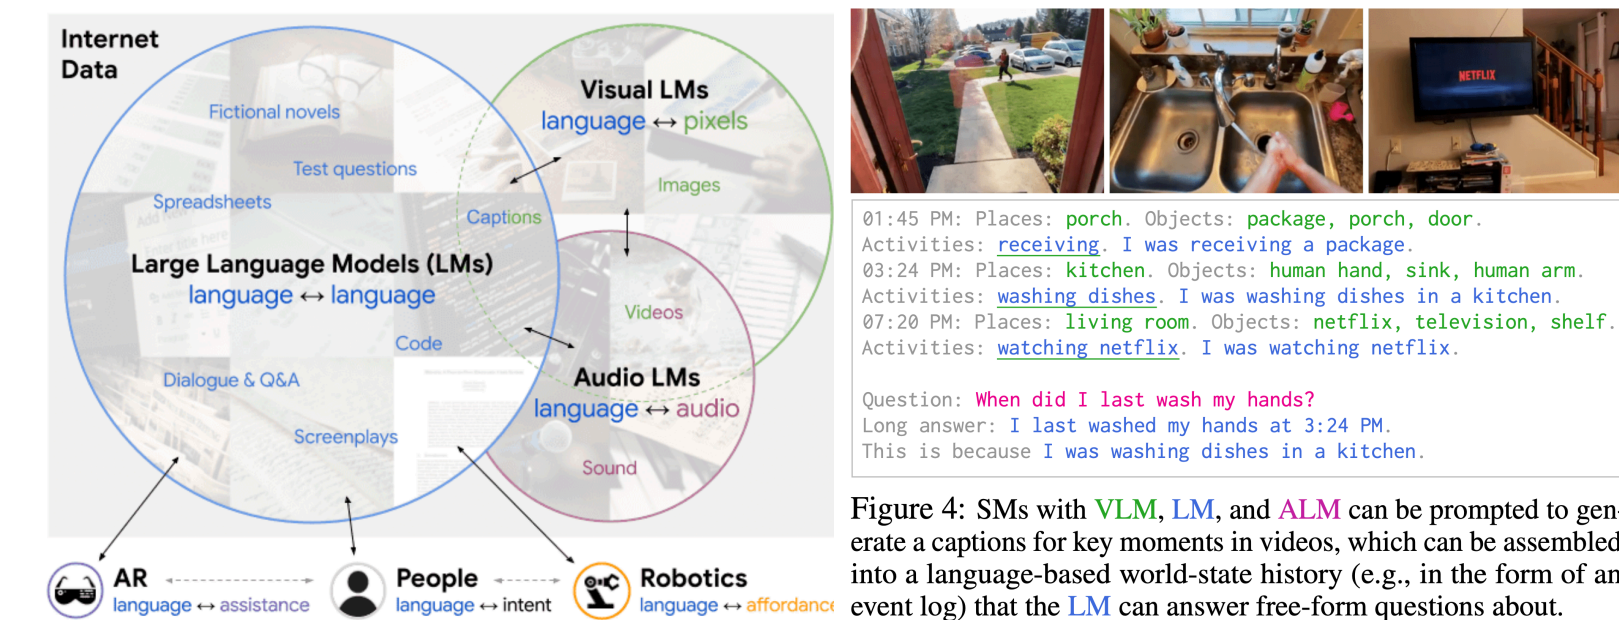 Internet
Data
Fictional novels
Test questions
Spreadsheets
Large Language Models (LMs)
language ↔ language
Code
Dialogue & Q&A
Screenplays
Captions
Visual LMs
language ↔ pixels
Images
Videos
Audio LMs
language ↔ audio
Sound
AR
language ↔ assistance
People
language ↔ intent
Robotics
language ↔ affordance
NETFLIX
01:45 PM: Places: porch. Objects: package, porch, door.
Activities: receiving. I was receiving a package.
03:24 PM: Places: kitchen. Objects: human hand, sink, human arm.
Activities: washing dishes. I was washing dishes in a kitchen.
07:20 PM: Places: living room. Objects: netflix, television, shelf.
Activities: watching netflix. I was watching netflix.
Question: When did I last wash my hands?
Long answer: I last washed my hands at 3:24 PM.
This is because I was washing dishes in a kitchen.
Figure 4: SMs with VLM, LM, and ALM can be prompted to gen-
erate a captions for key moments in videos, which can be assembled
into a language-based world-state history (e.g., in the form of an
event log) that the LM can answer free-form questions about.